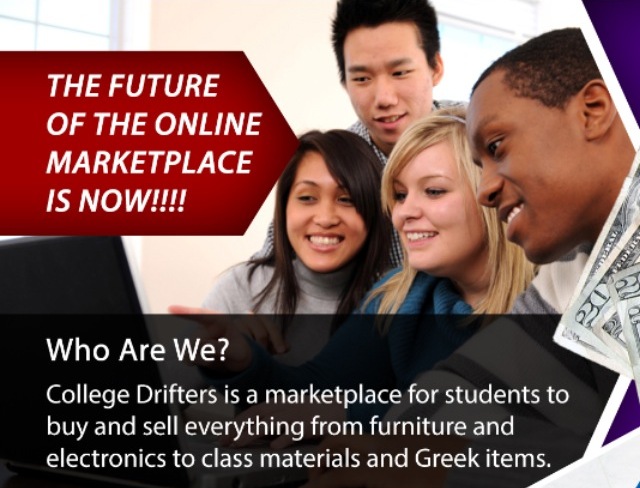 THE FUTURE
OF THE ONLINE
MARKETPLACE
IS NOW!!!!
Who Are We?
College Drifters is a marketplace for students to
buy and sell everything from furniture and
electronics to class materials and Greek items.
20